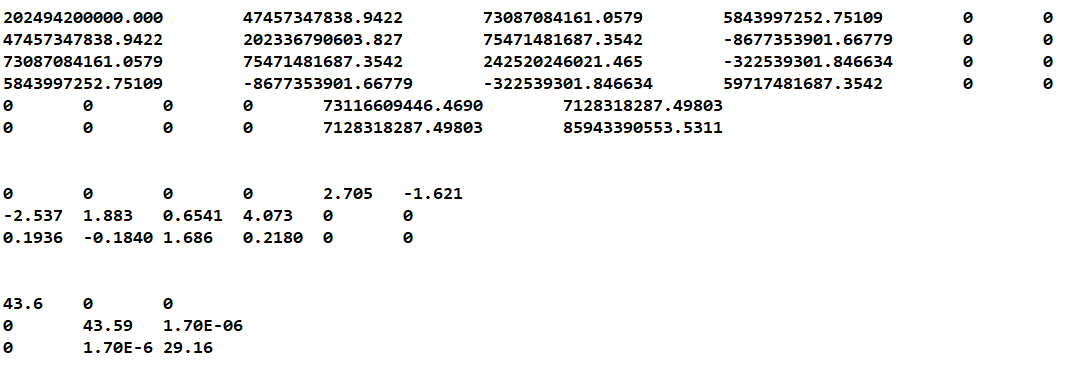 202494200000.000 47457347838.9422 73087084161.0579 5843997252.75109 0 0
47457347838.9422 202336790603.827 75471481687.3542 -8677353901.66779 0 0
73087084161.0579 75471481687.3542 242520246021.465 -322539301.846634 0 0
5843997252.75109 -8677353901.66779 -322539301.846634 59717481687.3542 0 0
0 0 0 0 73116609446.4690 7128318287.49803
0 0 0 0 7128318287.49803 85943390553.5311
0 0 0 0 2.705 -1.621
-2.537 1.883 0.6541 4.073 0 0
0.1936 -0.1840 1.686 0.2180 0 0
43.6 0 0
0 43.59 1.70E-06
0 1.70E-6 29.16